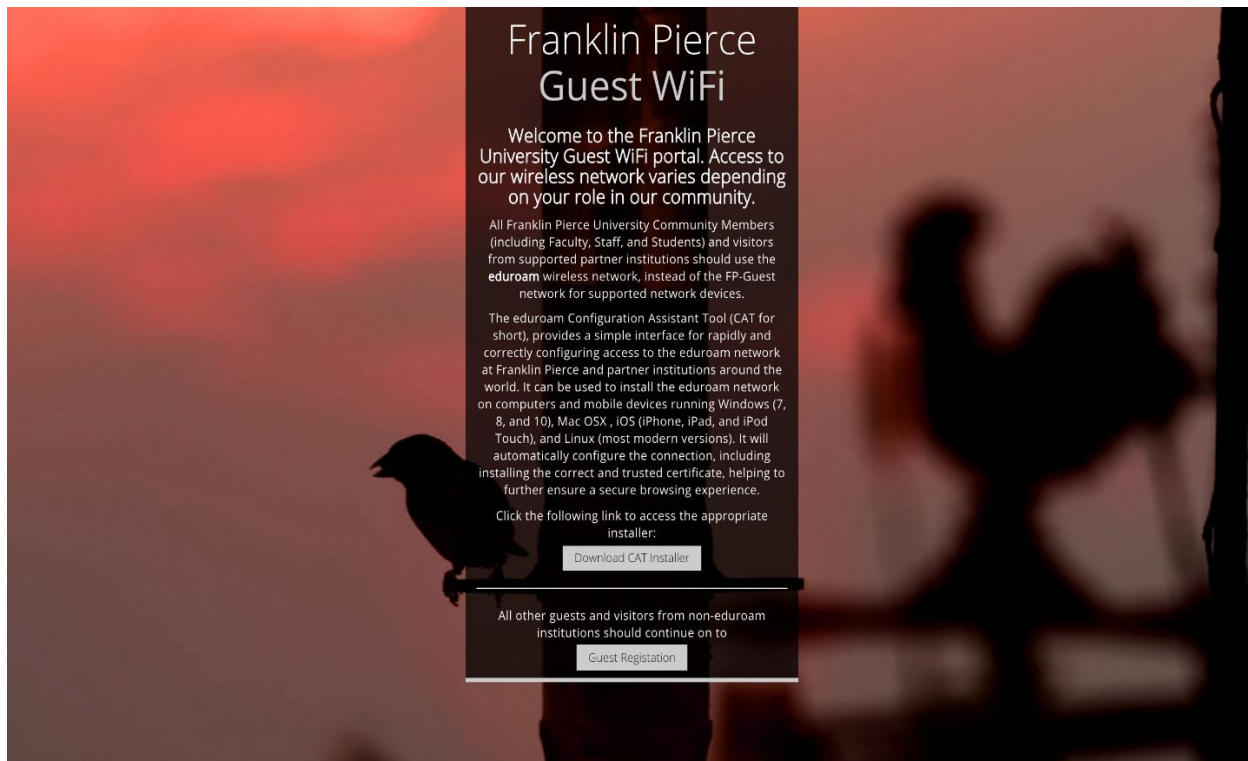 Franklin Pierce
Guest WiFi
Welcome to the Franklin Pierce
University Guest WiFi portal. Access to
our wireless network varies depending
on your role in our community.
All Franklin Pierce University Community Members
(including Faculty, Staff, and Students) and visitors
from supported partner institutions should use the
eduroam wireless network, instead of the FP-Guest
network for supported network devices.
The eduroam Configuration Assistant Tool (CAT for
short), provides a simple interface for rapidly and
correctly configuring access to the eduroam network
at Franklin Pierce and partner institutions around the
world. It can be used to install the eduroam network
on computers and mobile devices running Windows (7,
8, and 10), Mac OSX , iOS (iPhone, iPad, and iPod
Touch), and Linux (most modern versions). It will
automatically configure the connection, including
installing the correct and trusted certificate, helping to
further ensure a secure browsing experience.
Click the following link to access the appropriate
installer:
Download CAT Installer
All other guests and visitors from non-eduroam
institutions should continue on to
Guest Registation